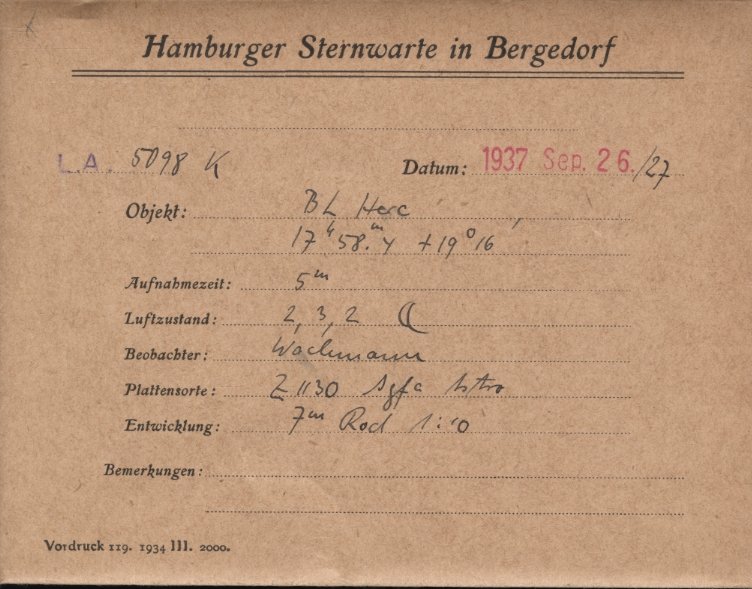 Hamburger Sternwarte in Bergedorf
L.A. 5098 K Datum: 1937 Sep. 26./27
Objekt: BL Herc
17h 58.m4 +19° 16'
Aufnahmezeit: 5m
Luftzustand: 2, 3, 2 ☾
Beobachter: Wachmann
Plattensorte: Z 1130 Agfa Astro
Entwicklung: 7m Rod 1:10
Bemerkungen:
Vordruck 119. 1934 III. 2000.